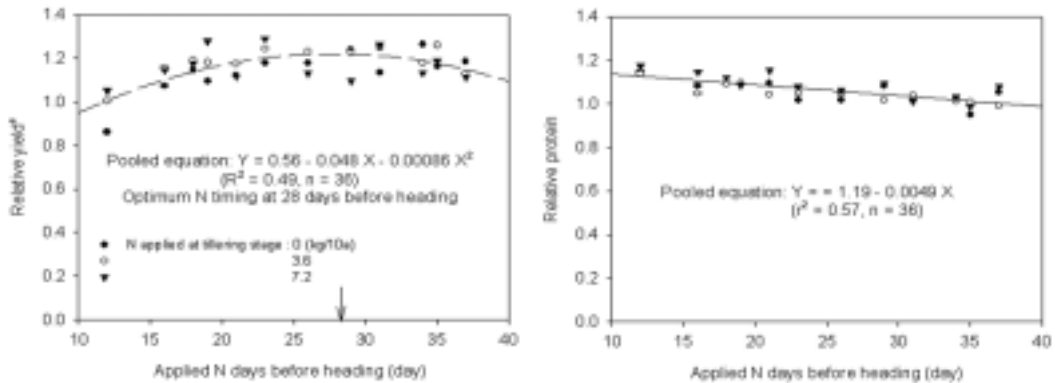 1.4
1.2
1.0
0.8
0.6
0.4
0.2
0.0
Relative yield
Pooled equation: Y = 0.56 - 0.048 X - 0.00086 X²
(R² = 0.49, n = 36)
Optimum N timing at 28 days before heading
N applied at tillering stage : 0 (kg/10a)
3.6
7.2
10 15 20 25 30 35 40
Applied N days before heading (day)
1.4
1.2
1.0
0.8
0.6
0.4
0.2
0.0
Relative protein
Pooled equation: Y = = 1.19 - 0.0049 X
(r² = 0.57, n = 36)
10 15 20 25 30 35 40
Applied N days before heading (day)